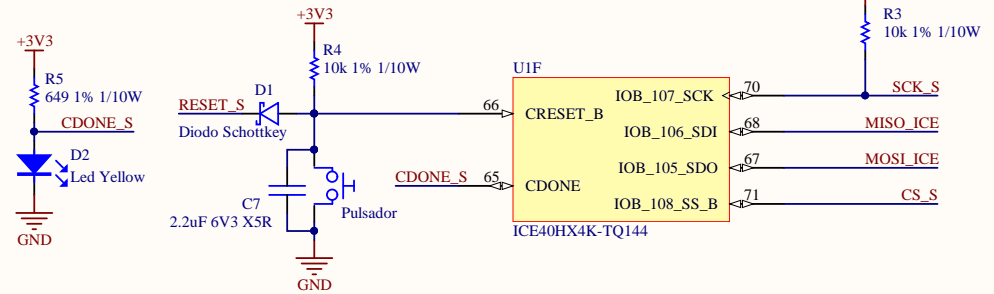 +3V3
R5
649 1% 1/10W
CDONE_S
D2
Led Yellow
GND
+3V3
R4
10k 1% 1/10W
D1
RESET_S
Diodo Schottkey
C7
2.2uF 6V3 X5R
Pulsador
GND
CDONE_S
U1F
66
CRESET_B
65
CDONE
IOB_107_SCK
70
IOB_106_SDI
68
IOB_105_SDO
67
IOB_108_SS_B
71
ICE40HX4K-TQ144
R3
10k 1% 1/10W
SCK_S
MISO_ICE
MOSI_ICE
CS_S